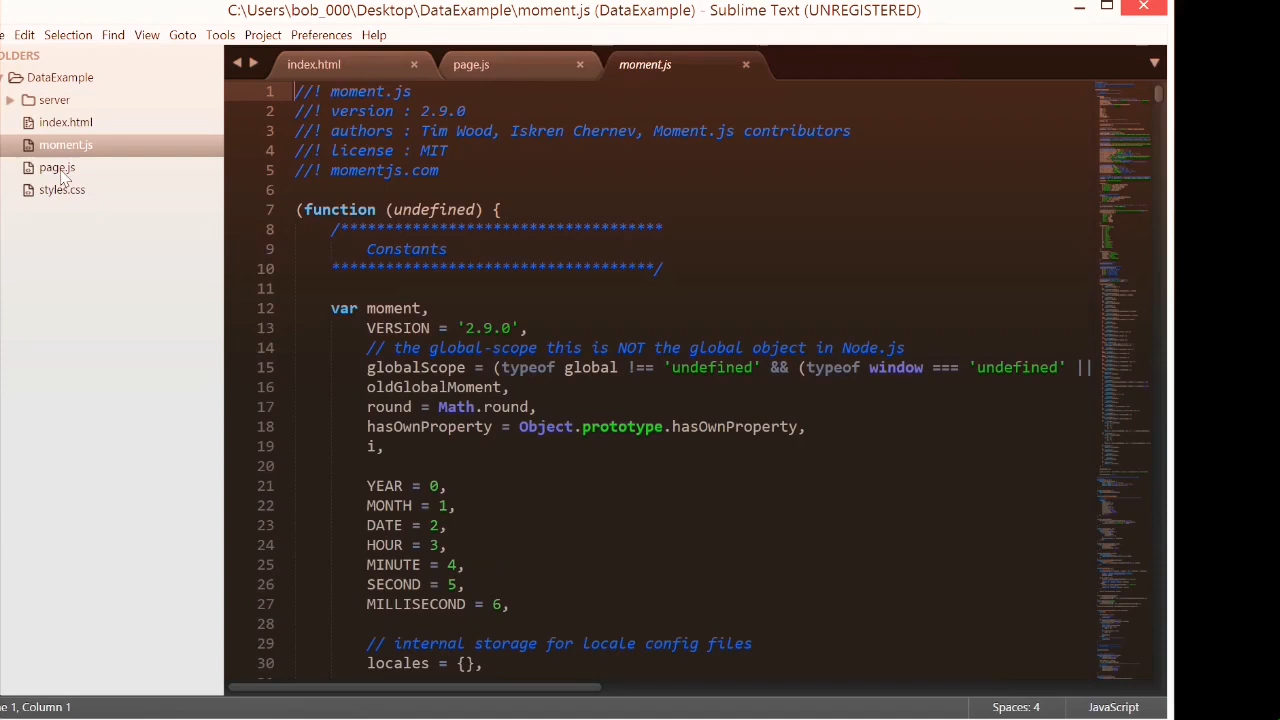 C:\Users\bob_000\Desktop\DataExample\moment.js (DataExample) - Sublime Text (UNREGISTERED)
Edit Selection Find View Goto Tools Project Preferences Help
OLDERS
DataExample
server
index.html
moment.js
page.js
styles.css
index.html × page.js × moment.js ×
1 //! moment.js
2 //! version : 2.9.0
3 //! authors : Tim Wood, Iskren Chernev, Moment.js contributors
4 //! license : MIT
5 //! momentjs.com
6
7 (function (undefined) {
8 /************************************
9 Constants
10 ************************************/
11
12 var moment,
13 VERSION = '2.9.0',
14 // the global-scope this is NOT the global object in Node.js
15 globalScope = (typeof global !== 'undefined' && (typeof window === 'undefined' ||
16 oldGlobalMoment,
17 round = Math.round,
18 hasOwnProperty = Object.prototype.hasOwnProperty,
19 i,
20
21 YEAR = 0,
22 MONTH = 1,
23 DATE = 2,
24 HOUR = 3,
25 MINUTE = 4,
26 SECOND = 5,
27 MILLISECOND = 6,
28
29 // internal storage for locale config files
30 locales = {},
ne 1, Column 1
Spaces: 4
JavaScript